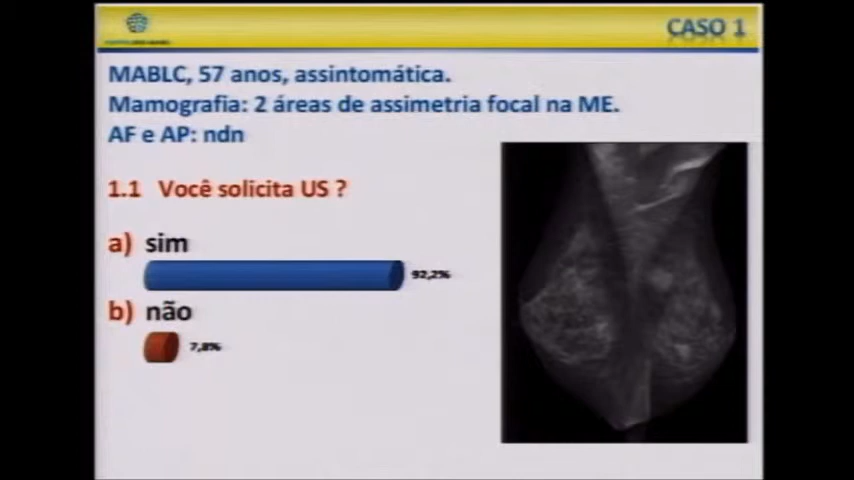 CASO 1
MABLC, 57 anos, assintomática.
Mamografia: 2 áreas de assimetria focal na ME.
AF e AP: ndn
1.1 Você solicita US ?
a) sim
92,2%
b) não
7,8%